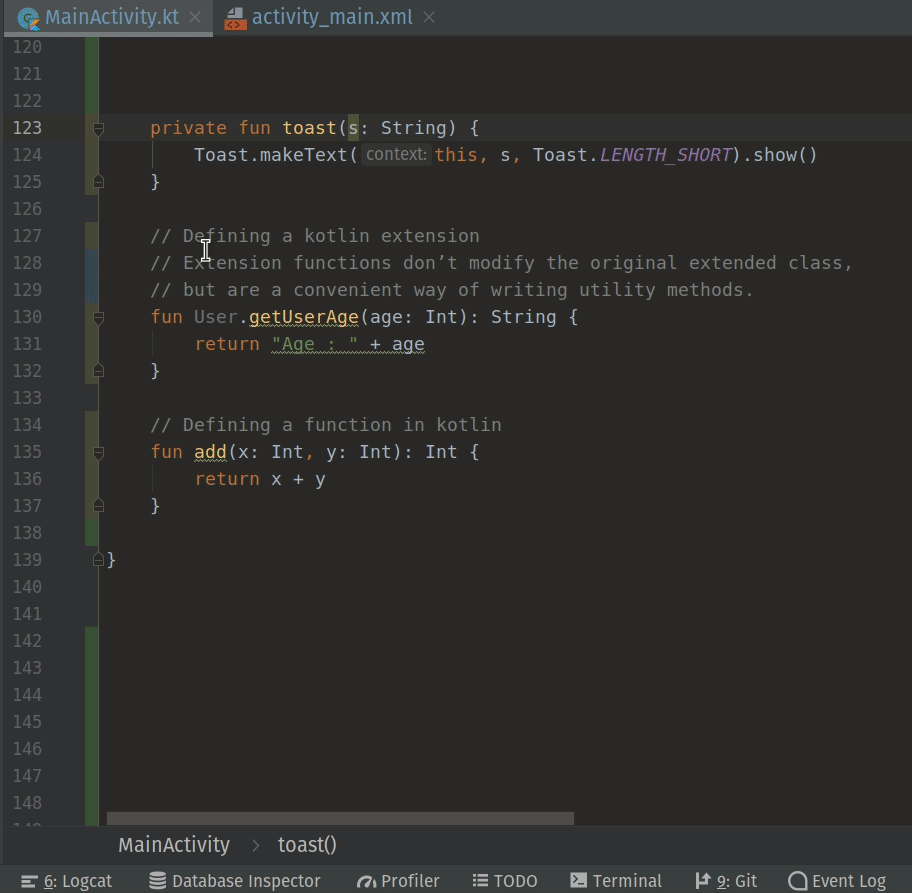 MainActivity.kt activity_main.xml
120
121
122
123 private fun toast(s: String) {
124 Toast.makeText( context: this, s, Toast.LENGTH_SHORT).show()
125 }
126
127 // Defining a kotlin extension
128 // Extension functions don’t modify the original extended class,
129 // but are a convenient way of writing utility methods.
130 fun User.getUserAge(age: Int): String {
131 return "Age : " + age
132 }
133
134 // Defining a function in kotlin
135 fun add(x: Int, y: Int): Int {
136 return x + y
137 }
138
139 }
140
141
142
143
144
145
146
147
148
MainActivity > toast()
6: Logcat Database Inspector Profiler TODO Terminal 9: Git Event Log